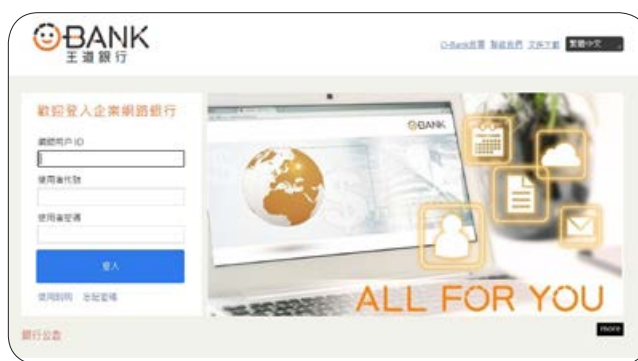 BANK
王道銀行
O-Bank首頁 聯絡我們 文件下載 繁體中文
歡迎登入企業網路銀行
網銀用戶 ID
使用者代號
使用者密碼
登入
使用說明 忘記密碼
BANK
ALL FOR YOU
銀行公告
more